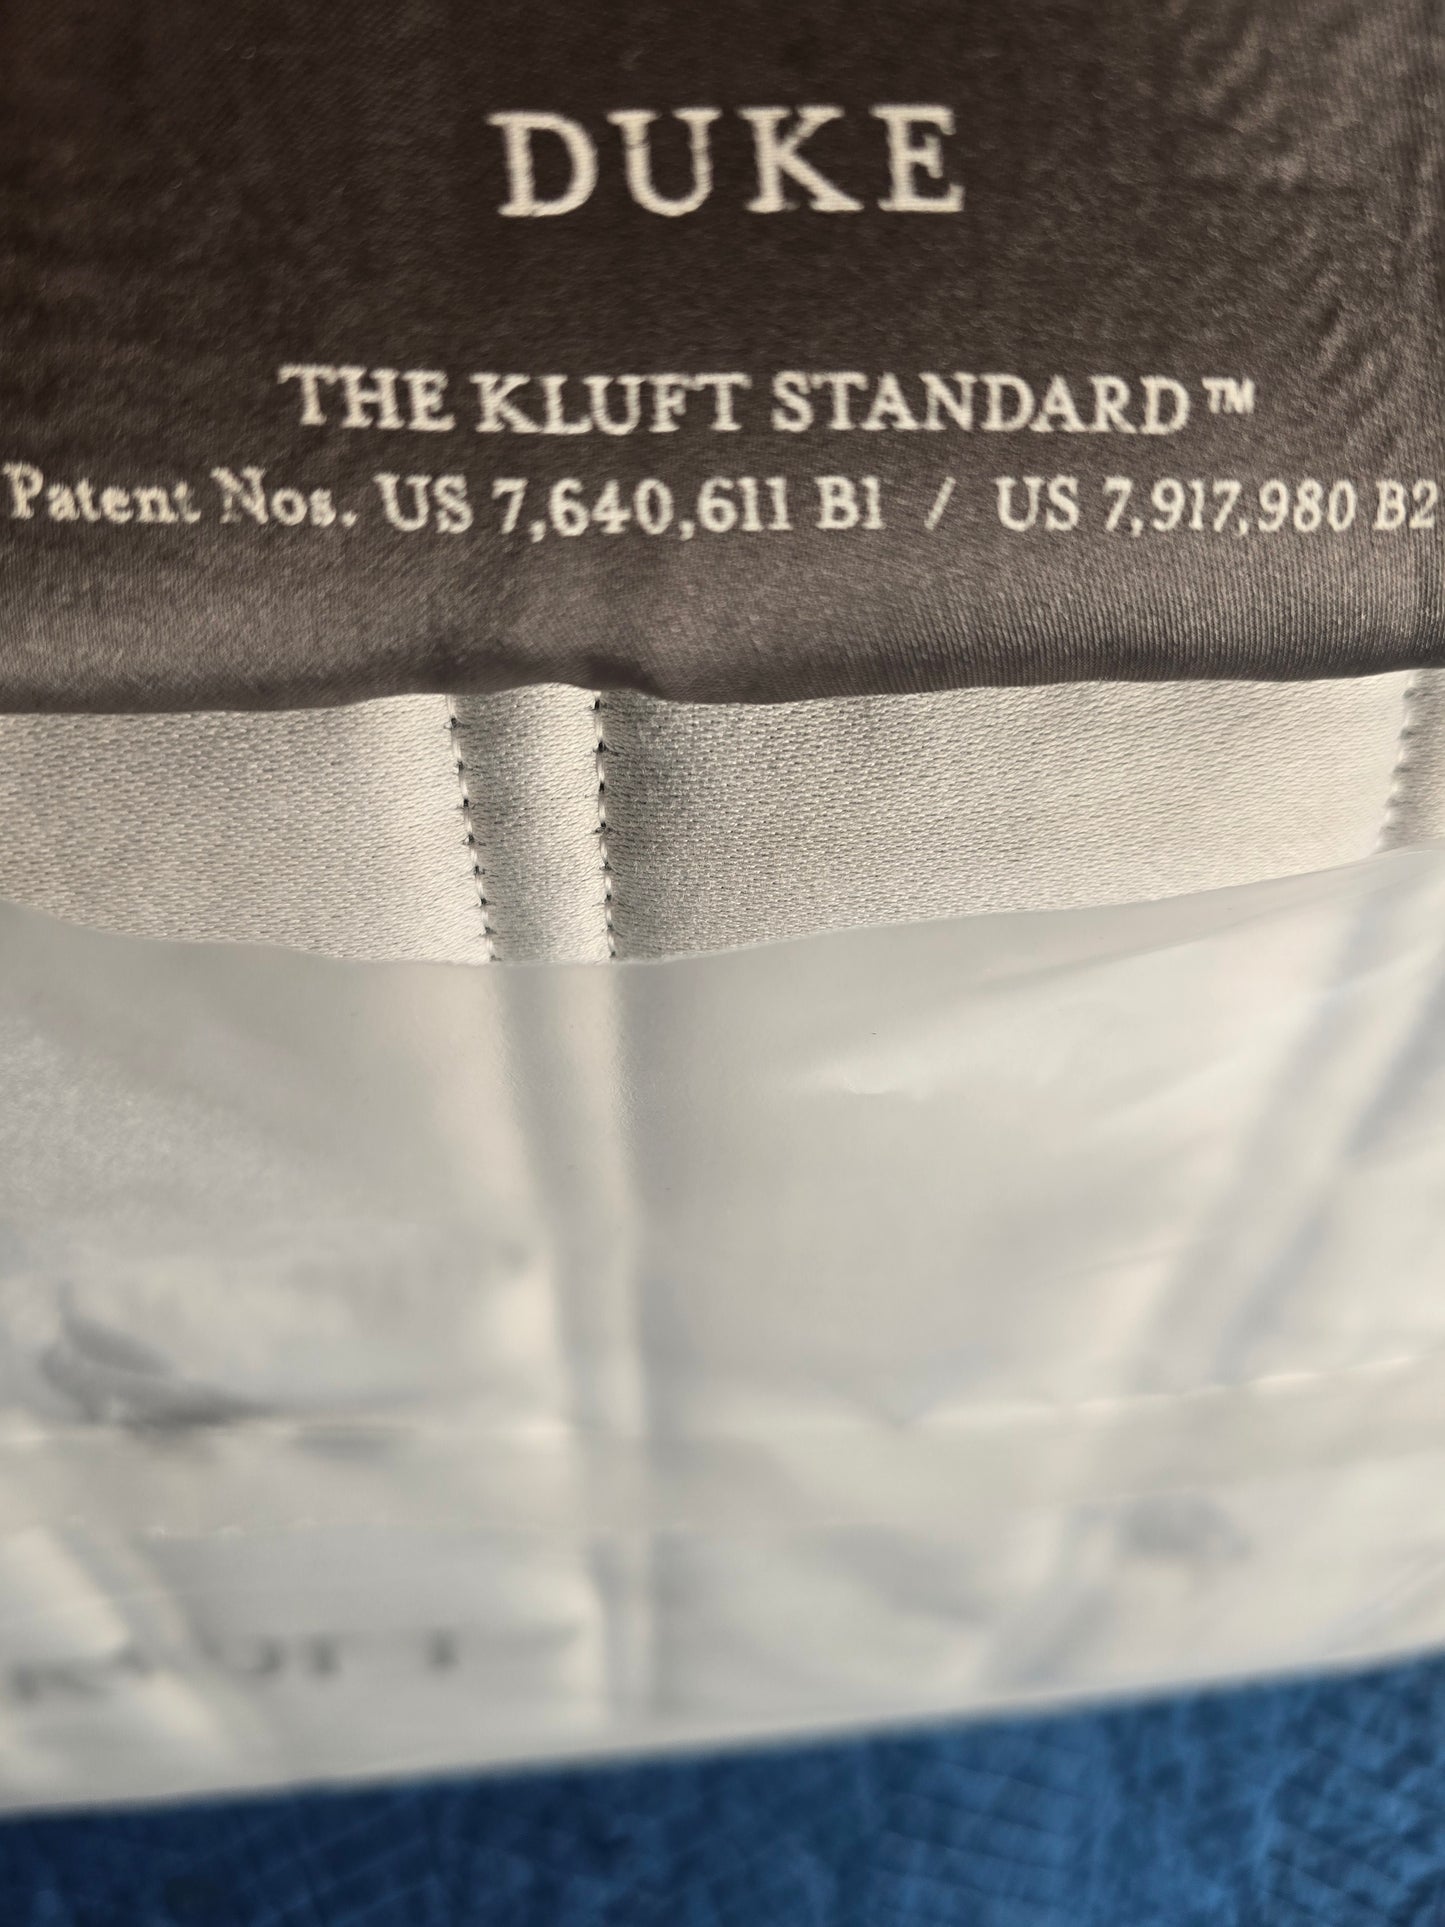 DUKE
THE KLUFT STANDARD™
Patent Nos. US 7,640,611 B1 / US 7,917,980 B2